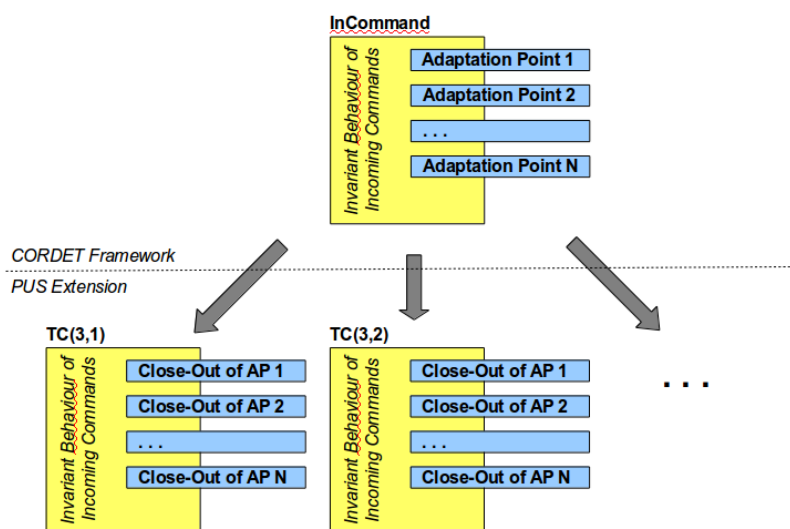 InCommand
Invariant Behaviour of
Incoming Commands
Adaptation Point 1
Adaptation Point 2
. . .
Adaptation Point N
CORDET Framework
PUS Extension
TC(3,1)
Invariant Behaviour of
Incoming Commands
Close-Out of AP 1
Close-Out of AP 2
. . .
Close-Out of AP N
TC(3,2)
Invariant Behaviour of
Incoming Commands
Close-Out of AP 1
Close-Out of AP 2
. . .
Close-Out of AP N
. . .